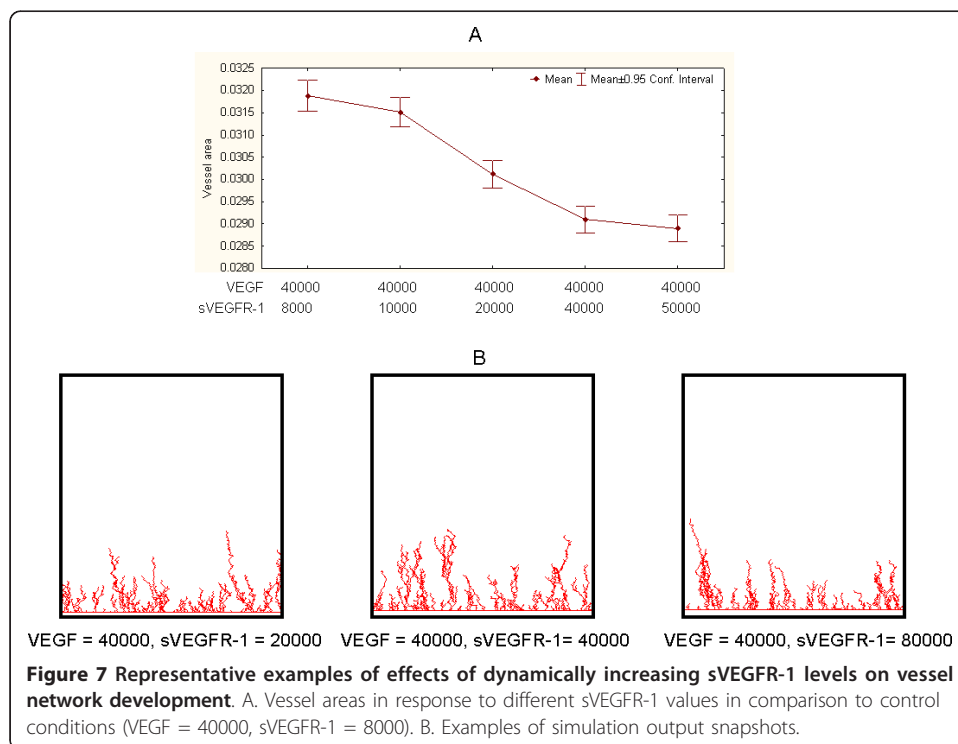 A
Mean Mean±0.95 Conf. Interval
Vessel area
0.0325
0.0320
0.0315
0.0310
0.0305
0.0300
0.0295
0.0290
0.0285
0.0280
VEGF 40000 40000 40000 40000 40000
sVEGFR-1 8000 10000 20000 40000 50000
B
VEGF = 40000, sVEGFR-1 = 20000 VEGF = 40000, sVEGFR-1= 40000 VEGF = 40000, sVEGFR-1= 80000
Figure 7 Representative examples of effects of dynamically increasing sVEGFR-1 levels on vessel
network development. A. Vessel areas in response to different sVEGFR-1 values in comparison to control
conditions (VEGF = 40000, sVEGFR-1 = 8000). B. Examples of simulation output snapshots.